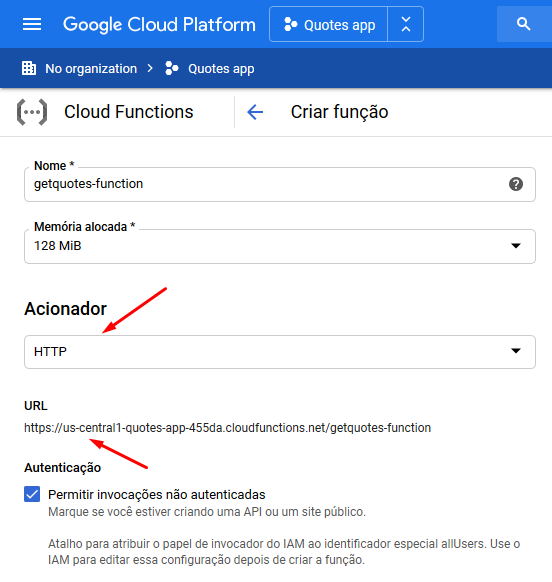 Google Cloud Platform
Quotes app
No organization
Quotes app
Cloud Functions
Criar função
Nome *
getquotes-function
Memória alocada *
128 MiB
Acionador
HTTP
URL
https://us-central1-quotes-app-455da.cloudfunctions.net/getquotes-function
Autenticação
Permitir invocações não autenticadas
Marque se você estiver criando uma API ou um site público.
Atalho para atribuir o papel de invocador do IAM ao identificador especial allUsers. Use o
IAM para editar essa configuração depois de criar a função.